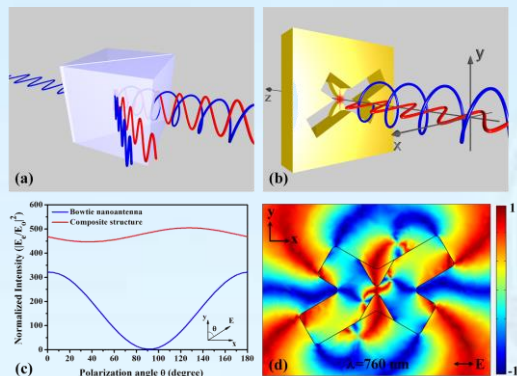 (a)
(b)
y
z
x
Normalized Intensity (|Ec/E0|²)
600
500
400
300
200
100
0
Bowtie nanoantenna
Composite structure
y
θ
E
x
0 20 40 60 80 100 120 140 160 180
Polarization angle θ (degree)
(c)
y
x
λ=760 nm
E
(d)
1
-1